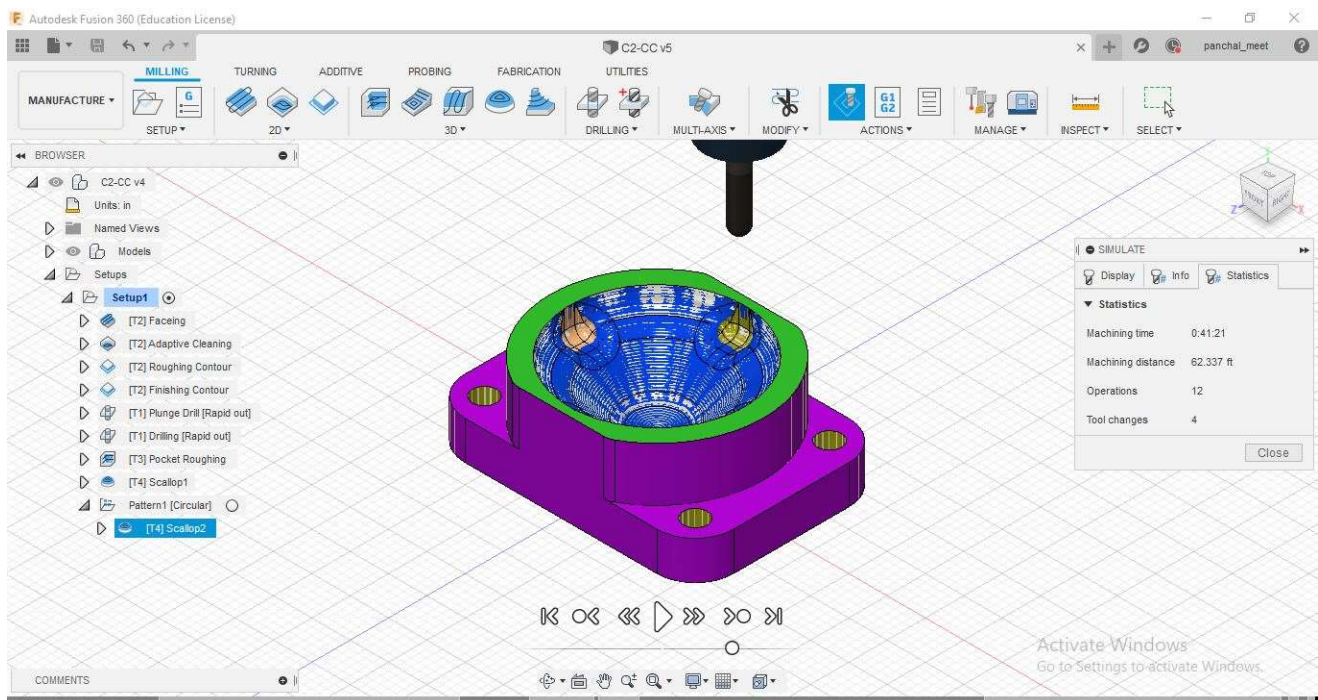 Autodesk Fusion 360 (Education License)
C2-CC v5
panchal_meet
MILLING TURNING ADDITIVE PROBING FABRICATION UTILITIES
MANUFACTURE
G
G1
G2
SETUP 2D 3D DRILLING MULTI-AXIS MODIFY ACTIONS MANAGE INSPECT SELECT
BROWSER
C2-CC v4
Units: in
Named Views
Models
Setups
Setup1
[T2] Faceing
[T2] Adaptive Cleaning
[T2] Roughing Contour
[T2] Finishing Contour
[T1] Plunge Drill [Rapid out]
[T1] Drilling [Rapid out]
[T3] Pocket Roughing
[T4] Scallop1
Pattern1 [Circular]
[T4] Scallop2
TOP
FRONT
RIGHT
Z
X
SIMULATE
Display Info Statistics
Statistics
Machining time 0:41:21
Machining distance 62.337 ft
Operations 12
Tool changes 4
Close
Activate Windows
Go to Settings to activate Windows.
COMMENTS